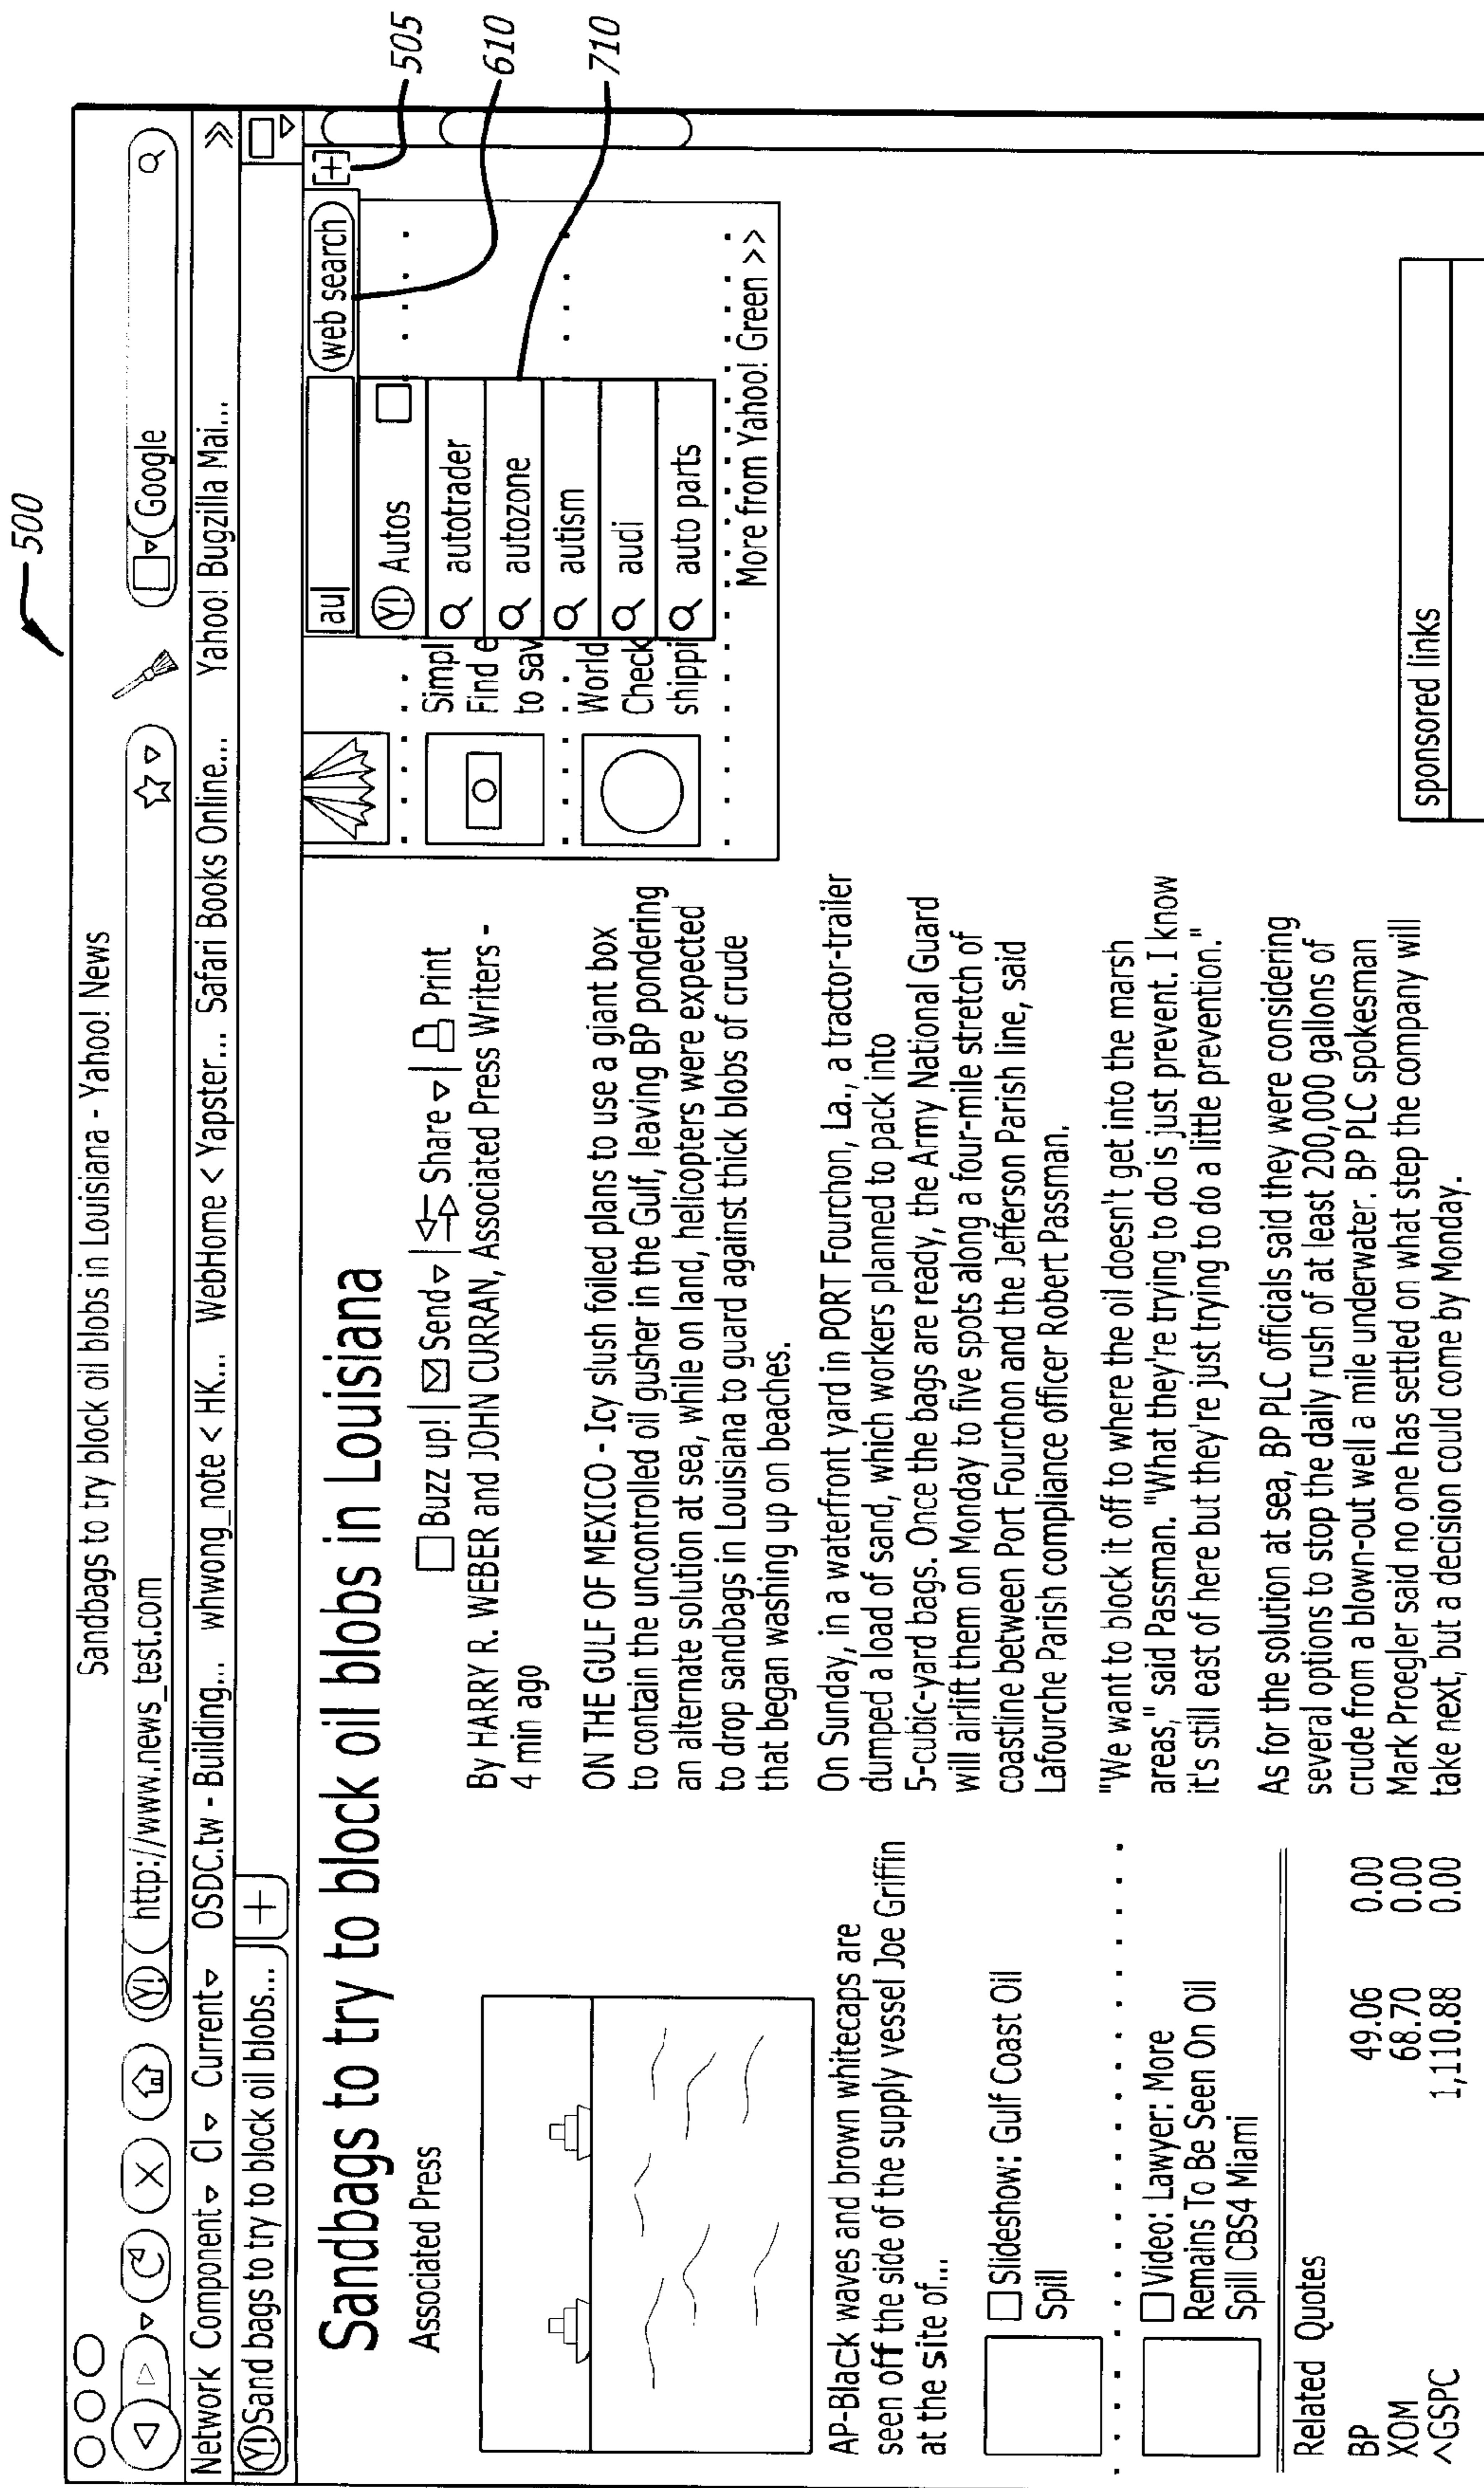 500
Sandbags to try to block oil blobs in Louisiana - Yahoo! News
Y! http://www.news_test.com
Google
Network Component Cl Current OSDC.tw - Building... whwong_note < HK... WebHome < Yapster... Safari Books Online... Yahoo! Bugzilla Mai... >>
Y! Sand bags to try to block oil blobs... +
Sandbags to try to block oil blobs in Louisiana
Associated Press
Buzz up! | Send | Share | Print
By HARRY R. WEBER and JOHN CURRAN, Associated Press Writers -
4 min ago
ON THE GULF OF MEXICO - Icy slush foiled plans to use a giant box
to contain the uncontrolled oil gusher in the Gulf, leaving BP pondering
an alternate solution at sea, while on land, helicopters were expected
to drop sandbags in Louisiana to guard against thick blobs of crude
that began washing up on beaches.
On Sunday, in a waterfront yard in PORT Fourchon, La., a tractor-trailer
dumped a load of sand, which workers planned to pack into
5-cubic-yard bags. Once the bags are ready, the Army National Guard
will airlift them on Monday to five spots along a four-mile stretch of
coastline between Port Fourchon and the Jefferson Parish line, said
Lafourche Parish compliance officer Robert Passman.
"We want to block it off to where the oil doesn't get into the marsh
areas," said Passman. "What they're trying to do is just prevent. I know
it's still east of here but they're just trying to do a little prevention."
As for the solution at sea, BP PLC officials said they were considering
several options to stop the daily rush of at least 200,000 gallons of
crude from a blown-out well a mile underwater. BP PLC spokesman
Mark Proegler said no one has settled on what step the company will
take next, but a decision could come by Monday.
AP-Black waves and brown whitecaps are
seen off the side of the supply vessel Joe Griffin
at the site of...
Slideshow: Gulf Coast Oil
Spill
Video: Lawyer: More
Remains To Be Seen On Oil
Spill CBS4 Miami
Related Quotes
BP 49.06 0.00
XOM 68.70 0.00
^GSPC 1,110.88 0.00
au
web search
[+]
505
610
710
Y! Autos
autotrader
autozone
autism
audi
auto parts
Simpl
Find e
to sav
World
Check
shippi
More from Yahoo! Green >>
sponsored links